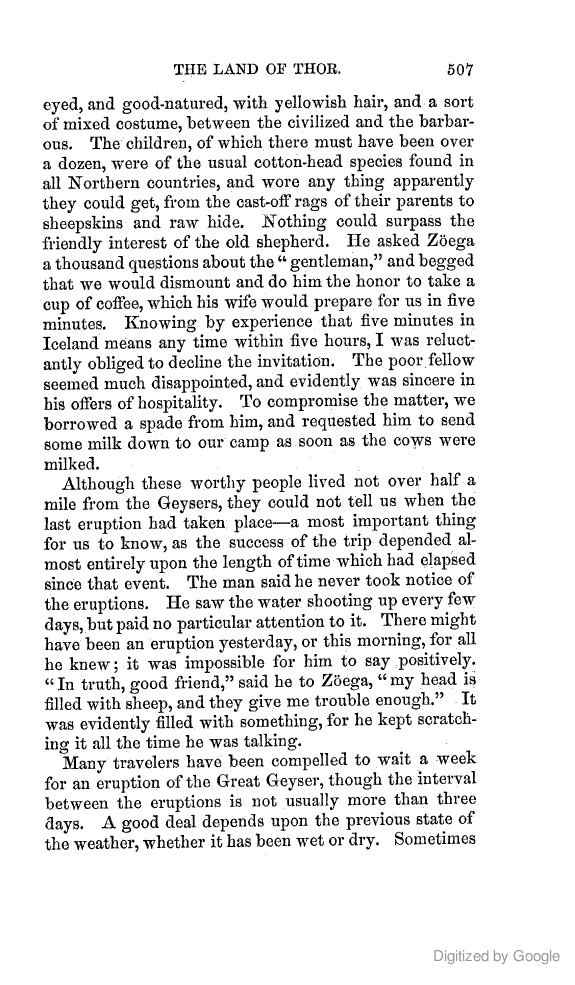 THE LAND OF THOR. 507
eyed, and good-natured, with yellowish hair, and a sort
of mixed costume, between the civilized and the barbar-
ous. The children, of which there must have been over
a dozen, were of the usual cotton-head species found in
all Northern countries, and wore any thing apparently
they could get, from the cast-off rags of their parents to
sheepskins and raw hide. Nothing could surpass the
friendly interest of the old shepherd. He asked Zöega
a thousand questions about the “gentleman,” and begged
that we would dismount and do him the honor to take a
cup of coffee, which his wife would prepare for us in five
minutes. Knowing by experience that five minutes in
Iceland means any time within five hours, I was reluct-
antly obliged to decline the invitation. The poor fellow
seemed much disappointed, and evidently was sincere in
his offers of hospitality. To compromise the matter, we
borrowed a spade from him, and requested him to send
some milk down to our camp as soon as the cows were
milked.
Although these worthy people lived not over half a
mile from the Geysers, they could not tell us when the
last eruption had taken place—a most important thing
for us to know, as the success of the trip depended al-
most entirely upon the length of time which had elapsed
since that event. The man said he never took notice of
the eruptions. He saw the water shooting up every few
days, but paid no particular attention to it. There might
have been an eruption yesterday, or this morning, for all
he knew; it was impossible for him to say positively.
“In truth, good friend,” said he to Zöega, “my head is
filled with sheep, and they give me trouble enough.” It
was evidently filled with something, for he kept scratch-
ing it all the time he was talking.
Many travelers have been compelled to wait a week
for an eruption of the Great Geyser, though the interval
between the eruptions is not usually more than three
days. A good deal depends upon the previous state of
the weather, whether it has been wet or dry. Sometimes
Digitized by Google